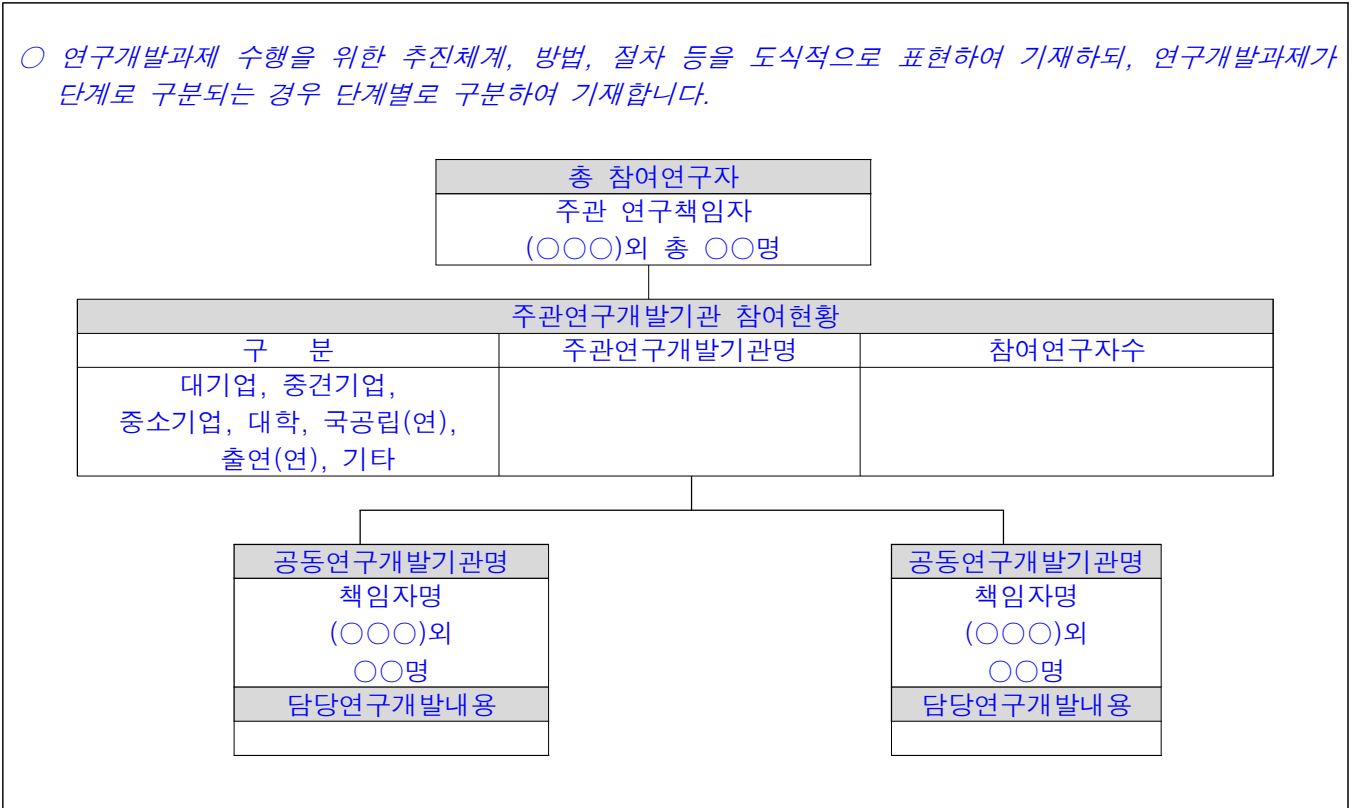 ○ 연구개발과제 수행을 위한 추진체계, 방법, 절차 등을 도식적으로 표현하여 기재하되, 연구개발과제가
단계로 구분되는 경우 단계별로 구분하여 기재합니다.
총 참여연구자
주관 연구책임자
(○○○)외 총 ○○명
주관연구개발기관 참여현황
구 분 주관연구개발기관명 참여연구자수
대기업, 중견기업,
중소기업, 대학, 국공립(연),
출연(연), 기타
공동연구개발기관명 공동연구개발기관명
책임자명 책임자명
(○○○)외 (○○○)외
○○명 ○○명
담당연구개발내용 담당연구개발내용